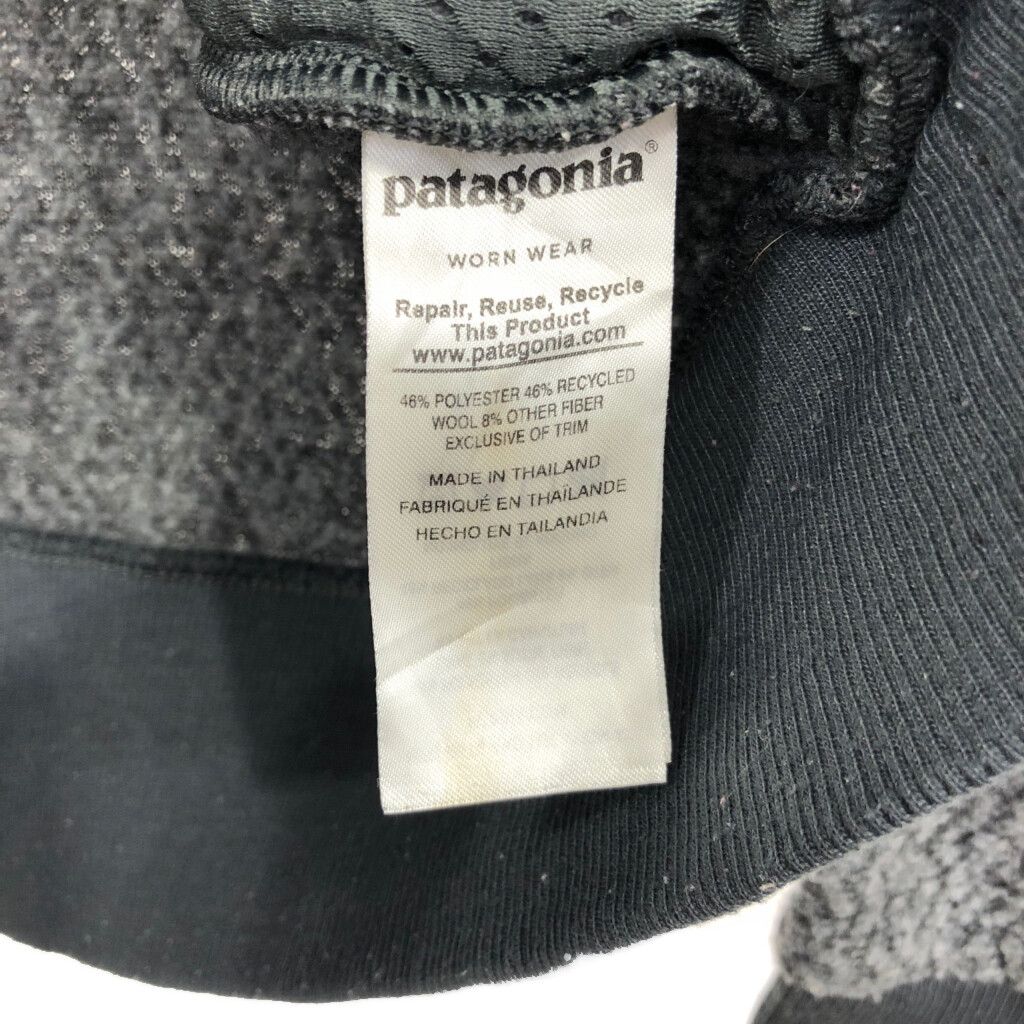 patagonia®
WORN WEAR
Repair, Reuse, Recycle
This Product
www.patagonia.com
46% POLYESTER 46% RECYCLED
WOOL 8% OTHER FIBER
EXCLUSIVE OF TRIM
MADE IN THAILAND
FABRIQUÉ EN THAÏLANDE
HECHO EN TAILANDIA